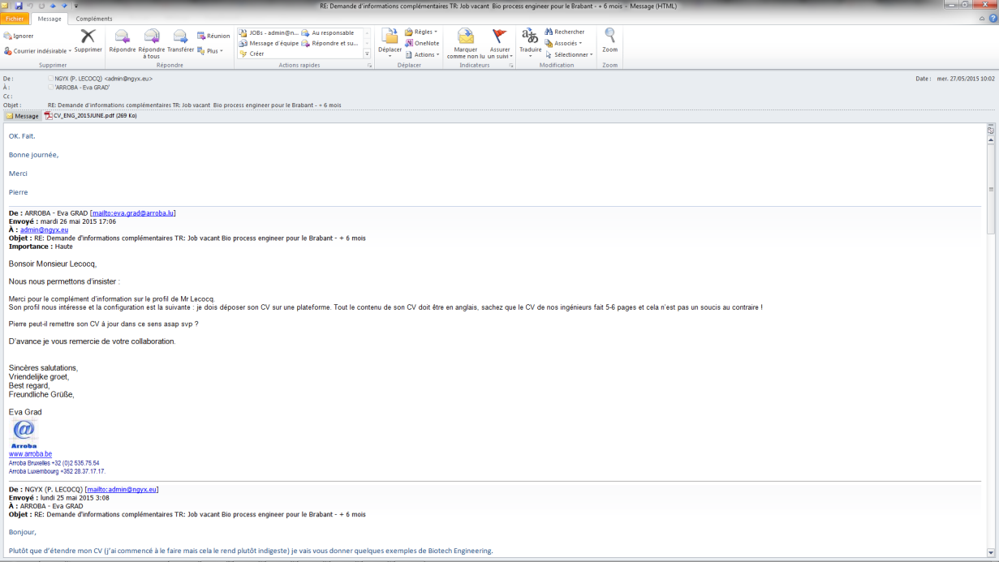 RE: Demande d'informations complémentaires TR: Job vacant Bio process engineer pour le Brabant - + 6 mois - Message (HTML)
Fichier Message Compléments
Ignorer
Courrier indésirable
Supprimer
Supprimer
Répondre
Répondre à tous
Transférer
Réunion
Plus
Répondre
JOBs - admin@n...
Au responsable
Message d'équipe
Répondre et su...
Créer
Actions rapides
Déplacer
Règles
OneNote
Actions
Déplacer
Marquer comme non lu
Assurer un suivi
Indicateurs
Traduire
Rechercher
Associés
Sélectionner
Modification
Zoom
Zoom
De : NGYX (P. LECOCQ) <admin@ngyx.eu>
Date : mer. 27/05/2015 10:02
À : 'ARROBA - Eva GRAD'
Cc :
Objet : RE: Demande d'informations complémentaires TR: Job vacant Bio process engineer pour le Brabant - + 6 mois
Message CV_ENG_2015JUNE.pdf (269 Ko)
OK. Fait.
Bonne journée,
Merci
Pierre
De : ARROBA - Eva GRAD [mailto:eva.grad@arroba.lu]
Envoyé : mardi 26 mai 2015 17:06
À : admin@ngyx.eu
Objet : RE: Demande d'informations complémentaires TR: Job vacant Bio process engineer pour le Brabant - + 6 mois
Importance : Haute
Bonsoir Monsieur Lecocq,
Nous nous permettons d'insister :
Merci pour le complément d'information sur le profil de Mr Lecocq.
Son profil nous intéresse et la configuration est la suivante : je dois déposer son CV sur une plateforme. Tout le contenu de son CV doit être en anglais, sachez que le CV de nos ingénieurs fait 5-6 pages et cela n'est pas un soucis au contraire !
Pierre peut-il remettre son CV à jour dans ce sens asap svp ?
D'avance je vous remercie de votre collaboration.
Sincères salutations,
Vriendelijke groet,
Best regard,
Freundliche Grüße,
Eva Grad
@
Arroba
www.arroba.be
Arroba Bruxelles +32 (0)2 535.75.54
Arroba Luxembourg +352 28.37.17.17.
De : NGYX (P. LECOCQ) [mailto:admin@ngyx.eu]
Envoyé : lundi 25 mai 2015 3:08
À : ARROBA - Eva GRAD
Objet : RE: Demande d'informations complémentaires TR: Job vacant Bio process engineer pour le Brabant - + 6 mois
Bonjour,
Plutôt que d'étendre mon CV (j'ai commencé à le faire mais cela le rend plutôt indigeste) je vais vous donner quelques exemples de Biotech Engineering.